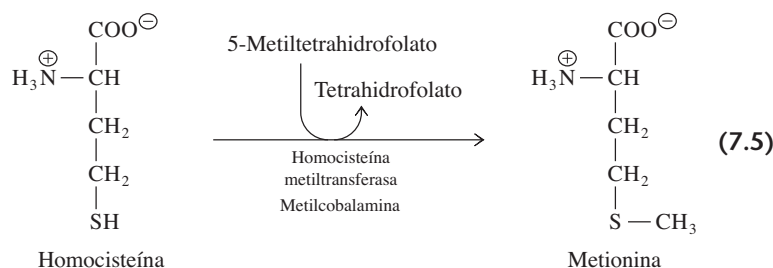 COO⊖
5-Metiltetrahidrofolato
COO⊖
H₃N⊕—CH
Tetrahidrofolato
H₃N⊕—CH
CH₂
CH₂
(7.5)
Homocisteína
metiltransferasa
CH₂
CH₂
Metilcobalamina
SH
S—CH₃
Homocisteína
Metionina